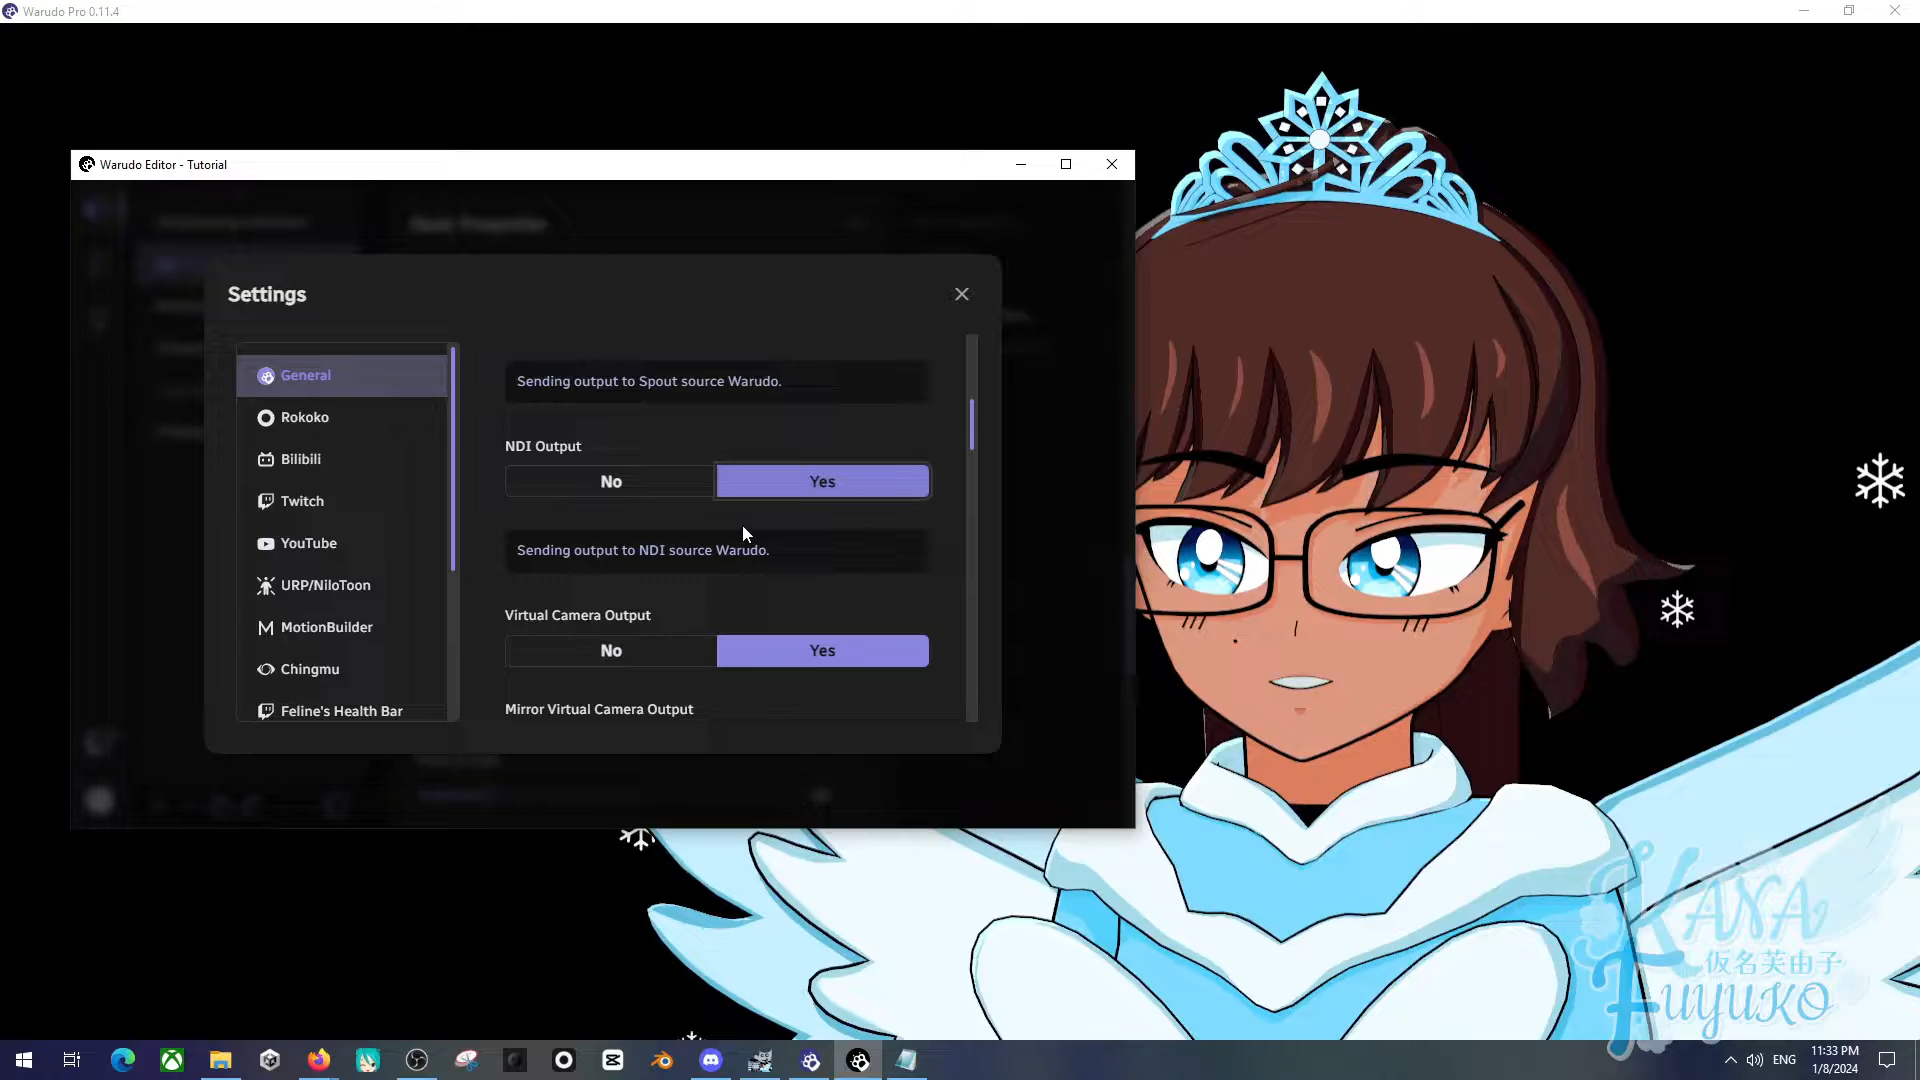 Warudo Pro 0.11.4
Warudo Editor - Tutorial
Settings
General
Rokoko
Bilibili
Twitch
YouTube
URP/NiloToon
MotionBuilder
Chingmu
Feline's Health Bar
Sending output to Spout source Warudo.
NDI Output
No
Yes
Sending output to NDI source Warudo.
Virtual Camera Output
No
Yes
Mirror Virtual Camera Output
KANA
仮名芙由子
FUYUKO
ENG
11:33 PM
1/8/2024